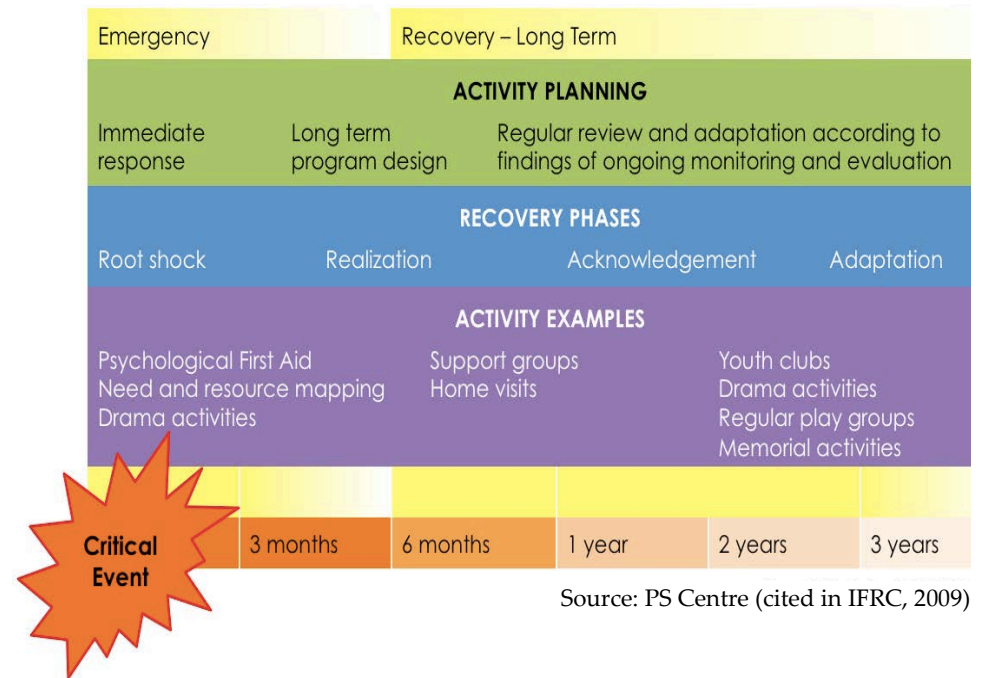 Emergency Recovery – Long Term
ACTIVITY PLANNING
Immediate
response
Long term
program design
Regular review and adaptation according to
findings of ongoing monitoring and evaluation
RECOVERY PHASES
Root shock Realization Acknowledgement Adaptation
ACTIVITY EXAMPLES
Psychological First Aid
Need and resource mapping
Drama activities
Support groups
Home visits
Youth clubs
Drama activities
Regular play groups
Memorial activities
Critical
Event
3 months 6 months 1 year 2 years 3 years
Source: PS Centre (cited in IFRC, 2009)